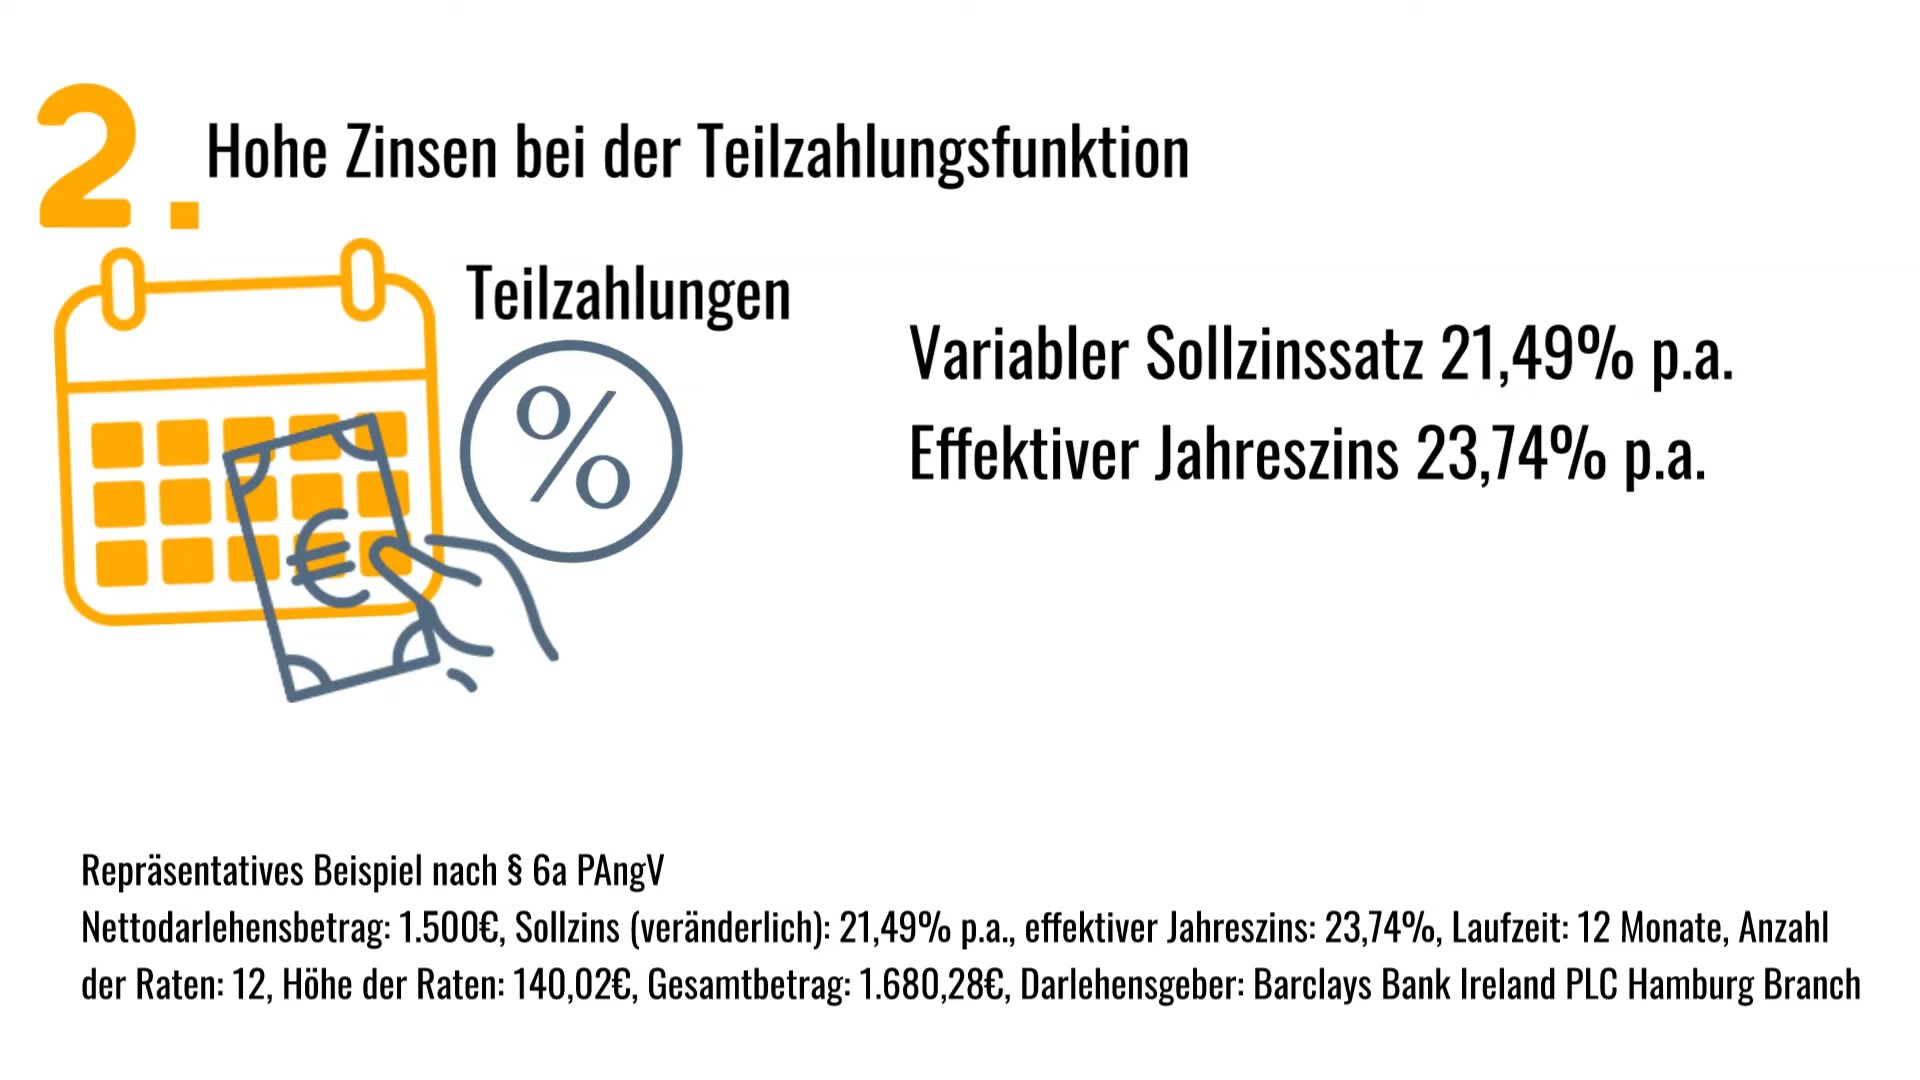 2. Hohe Zinsen bei der Teilzahlungsfunktion
Teilzahlungen
%
Variabler Sollzinssatz 21,49% p.a.
Effektiver Jahreszins 23,74% p.a.
€
Repräsentatives Beispiel nach § 6a PAngV
Nettodarlehensbetrag: 1.500€, Sollzins (veränderlich): 21,49% p.a., effektiver Jahreszins: 23,74%, Laufzeit: 12 Monate, Anzahl
der Raten: 12, Höhe der Raten: 140,02€, Gesamtbetrag: 1.680,28€, Darlehensgeber: Barclays Bank Ireland PLC Hamburg Branch